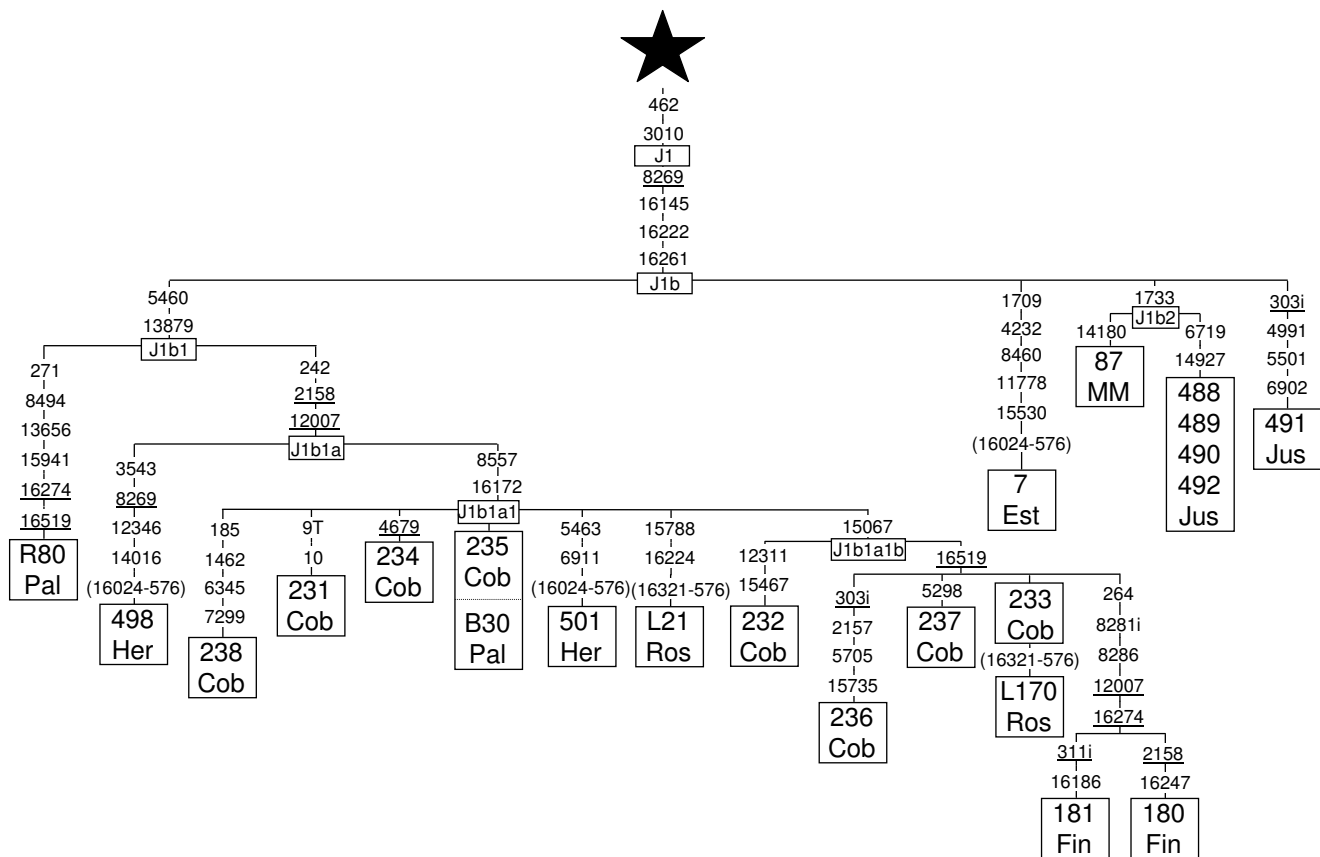 462
3010
J1
8269
16145
16222
16261
J1b
5460
13879
J1b1
271
8494
13656
15941
16274
16519
R80
Pal
242
2158
12007
J1b1a
3543
8269
12346
14016
(16024-576)
498
Her
8557
16172
J1b1a1
185
1462
6345
7299
238
Cob
9T
10
231
Cob
4679
234
Cob
235
Cob
B30
Pal
5463
6911
(16024-576)
501
Her
15788
16224
(16321-576)
L21
Ros
15067
J1b1a1b
12311
15467
232
Cob
16519
303i
2157
5705
15735
236
Cob
5298
237
Cob
233
Cob
(16321-576)
L170
Ros
264
8281i
8286
12007
16274
311i
16186
181
Fin
2158
16247
180
Fin
1709
4232
8460
11778
15530
(16024-576)
7
Est
1733
J1b2
14180
87
MM
6719
14927
488
489
490
492
Jus
303i
4991
5501
6902
491
Jus